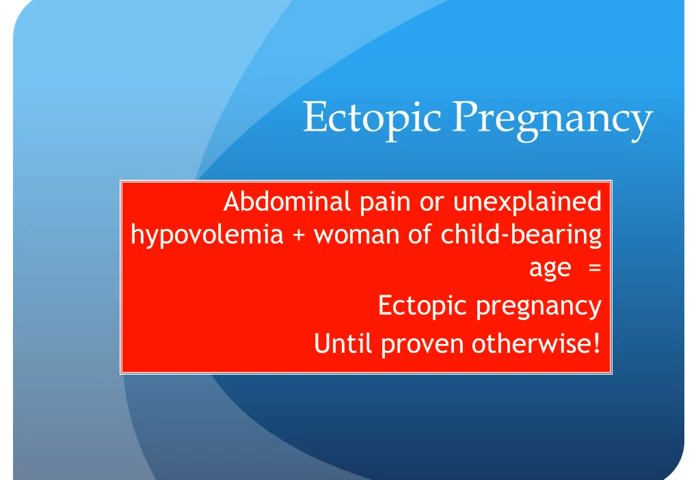 Ectopic Pregnancy
Abdominal pain or unexplained
hypovolemia + woman of child-bearing
age =
Ectopic pregnancy
Until proven otherwise!